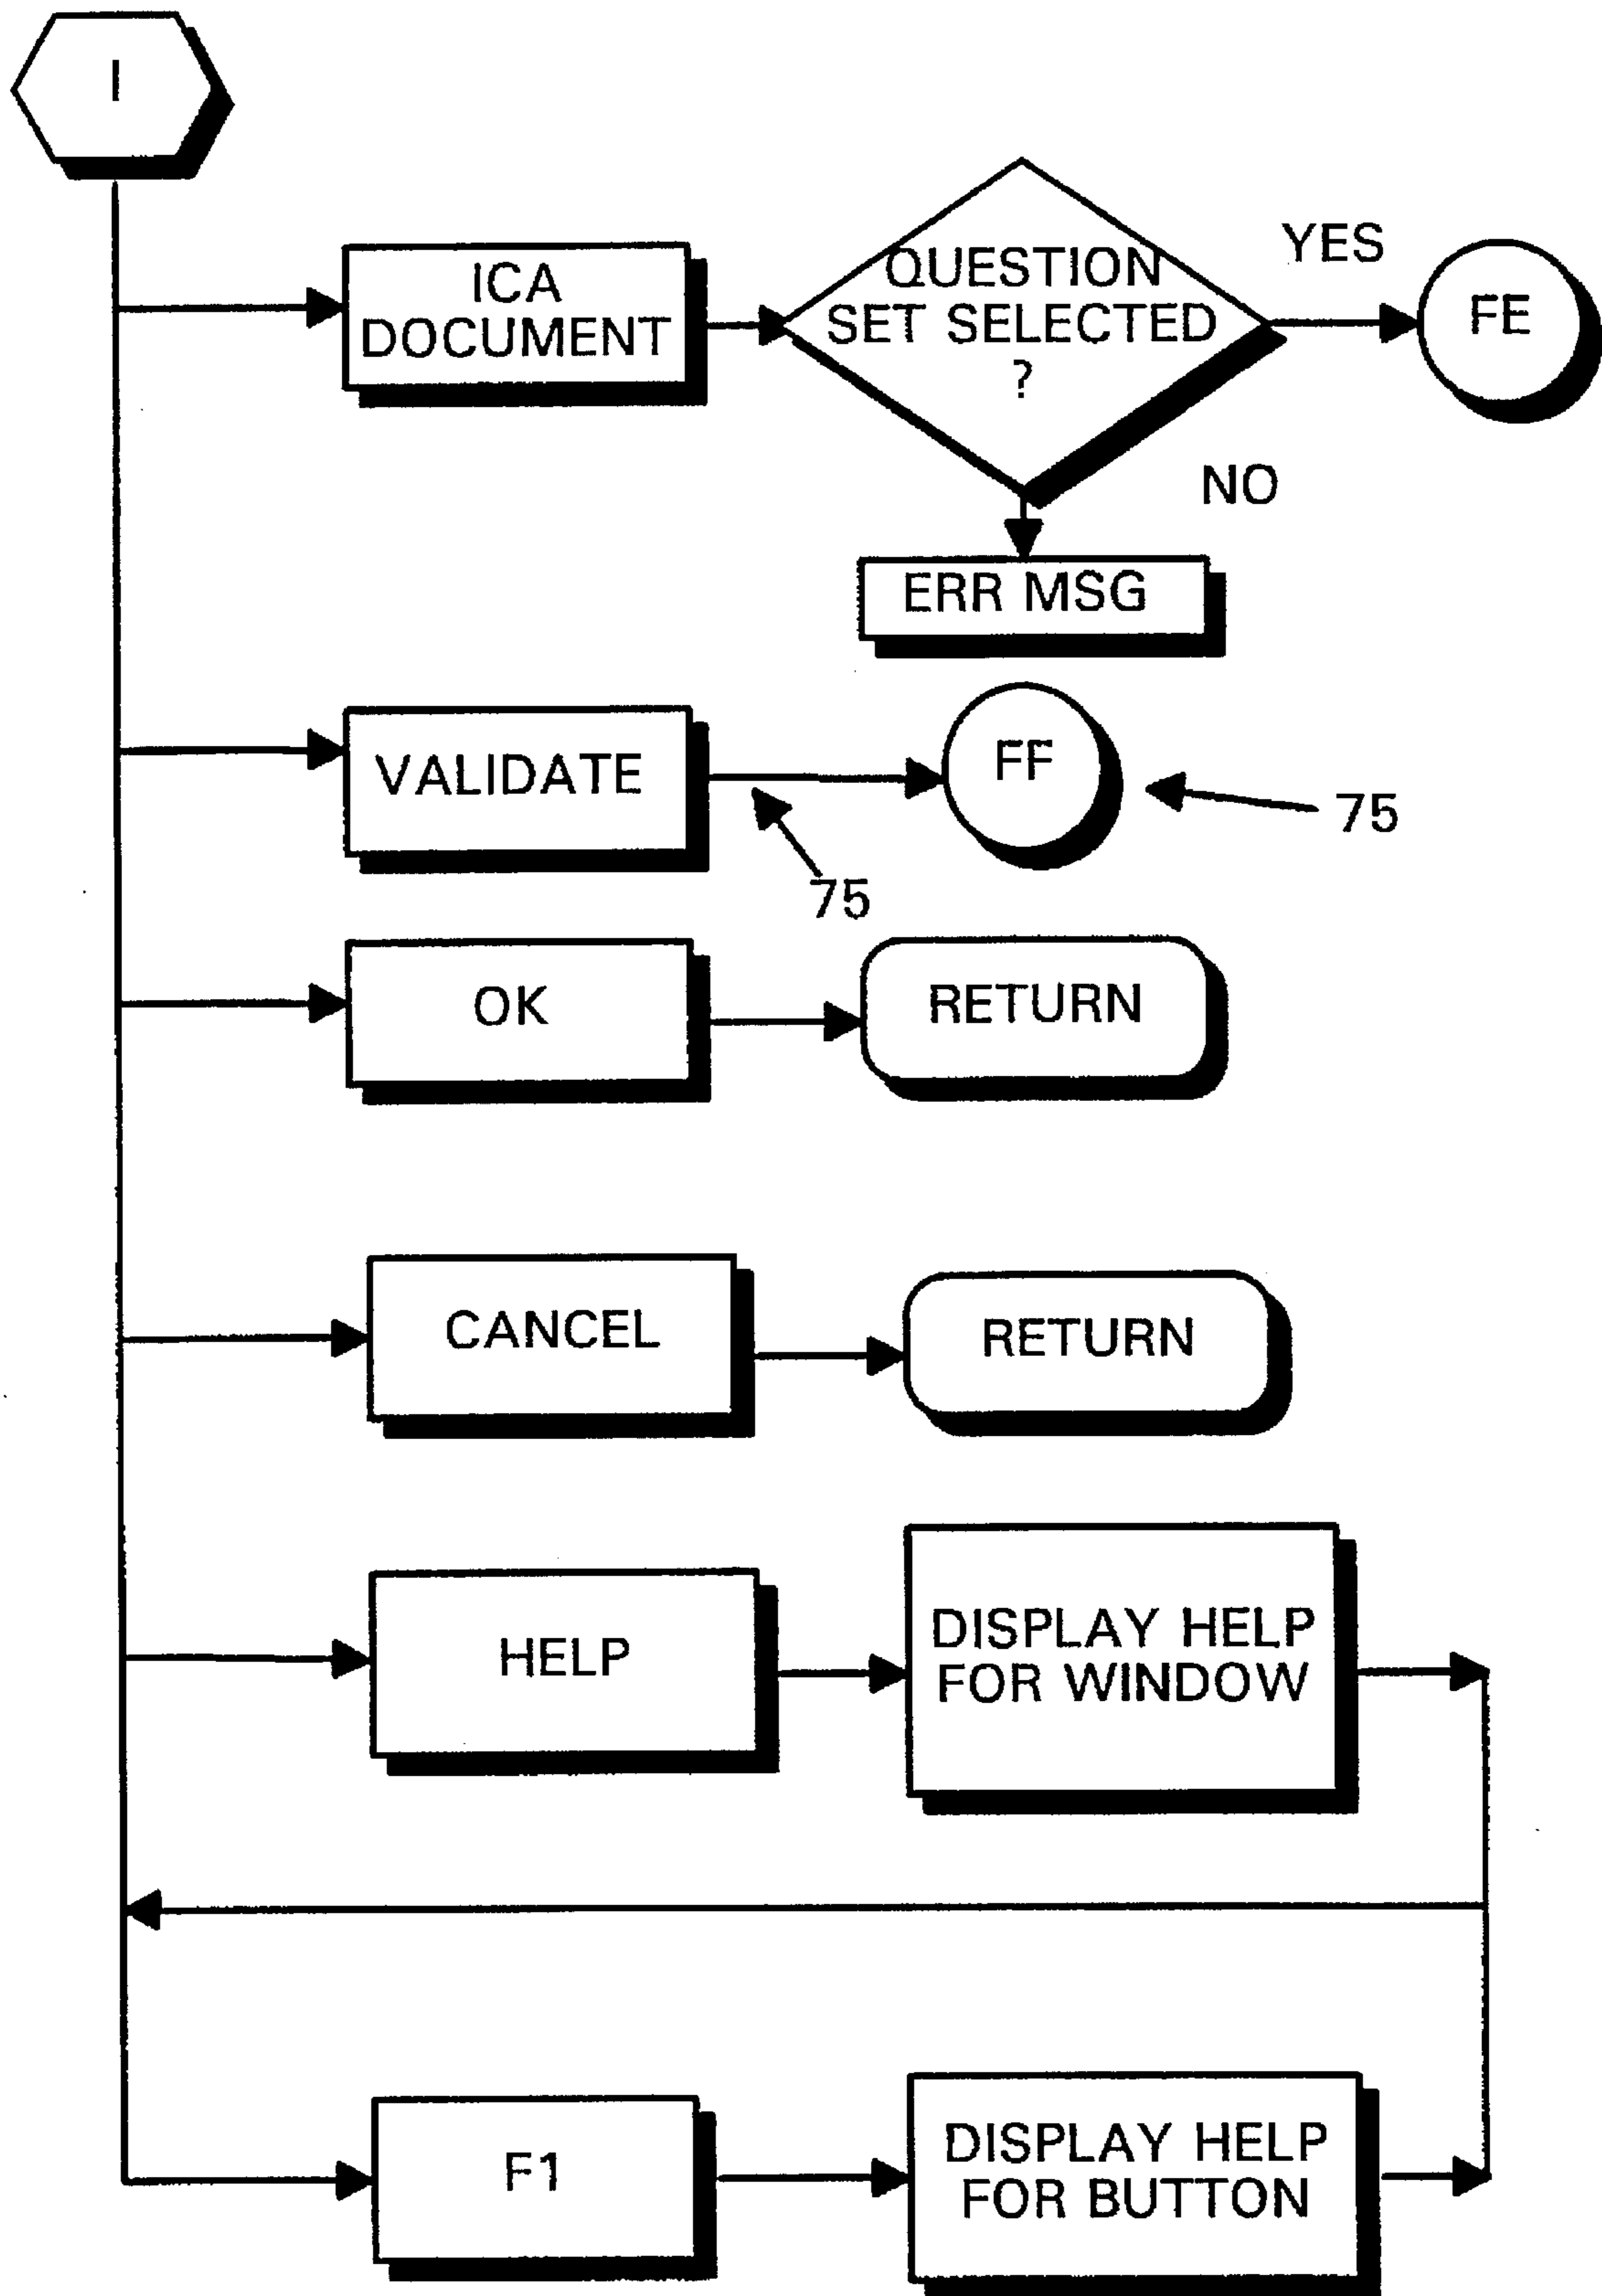 I
ICA
DOCUMENT
QUESTION
SET SELECTED
?
YES
FE
NO
ERR MSG
VALIDATE
FF
75
75
OK
RETURN
CANCEL
RETURN
HELP
DISPLAY HELP
FOR WINDOW
F1
DISPLAY HELP
FOR BUTTON